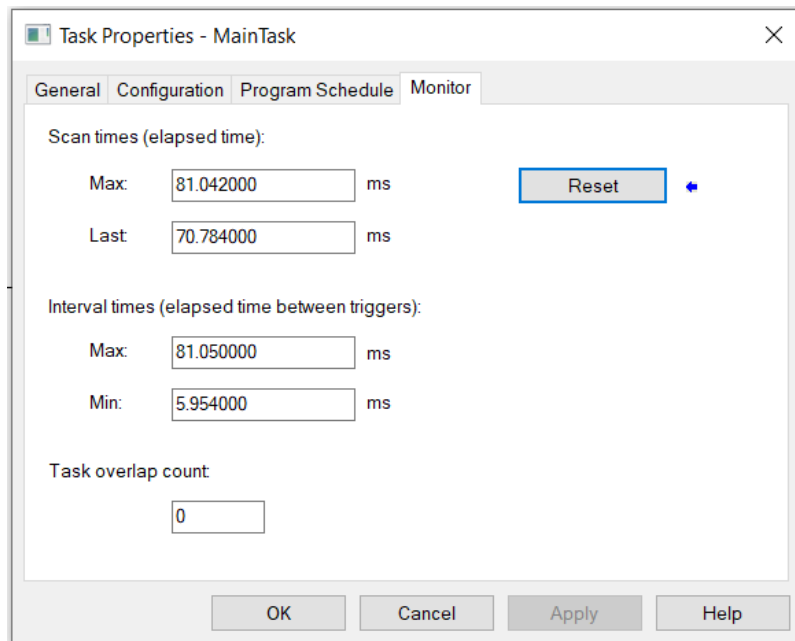 Task Properties - MainTask
General Configuration Program Schedule Monitor
Scan times (elapsed time):
Max: 81.042000 ms Reset
Last: 70.784000 ms
Interval times (elapsed time between triggers):
Max: 81.050000 ms
Min: 5.954000 ms
Task overlap count:
0
OK Cancel Apply Help